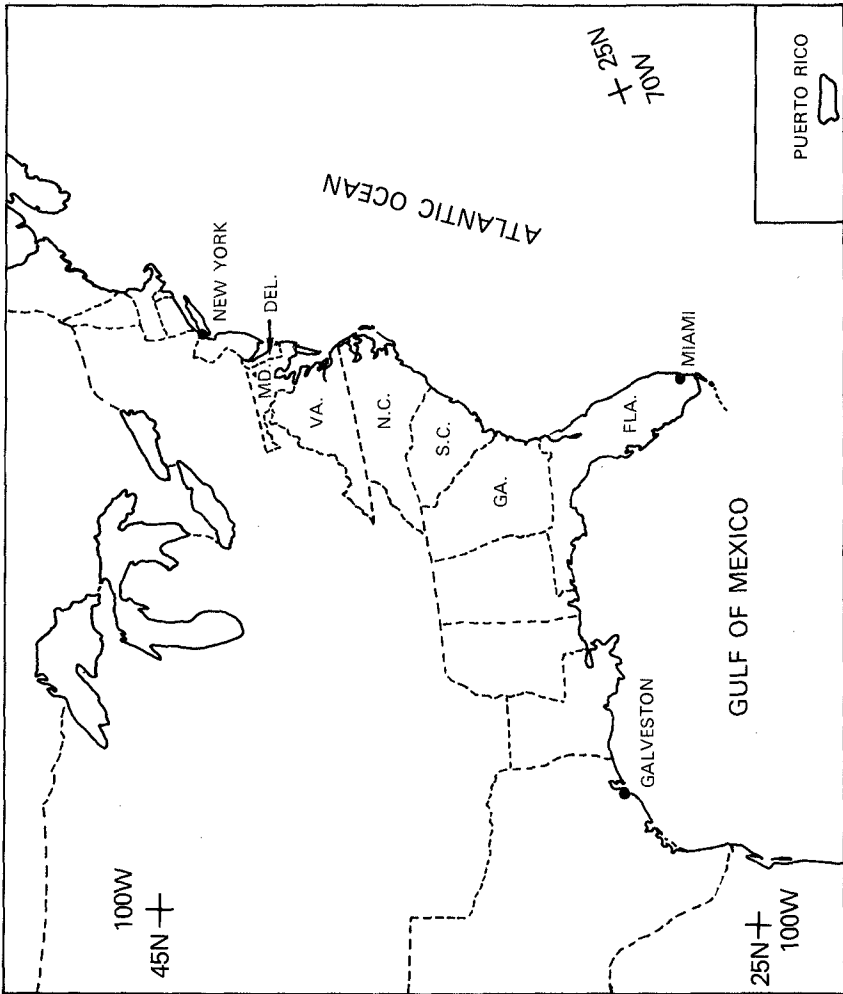 100W
45N
NEW YORK
DEL.
MD.
VA.
N.C.
S.C.
GA.
FLA.
MIAMI
GALVESTON
GULF OF MEXICO
ATLANTIC OCEAN
25N
70W
PUERTO RICO
25N
100W